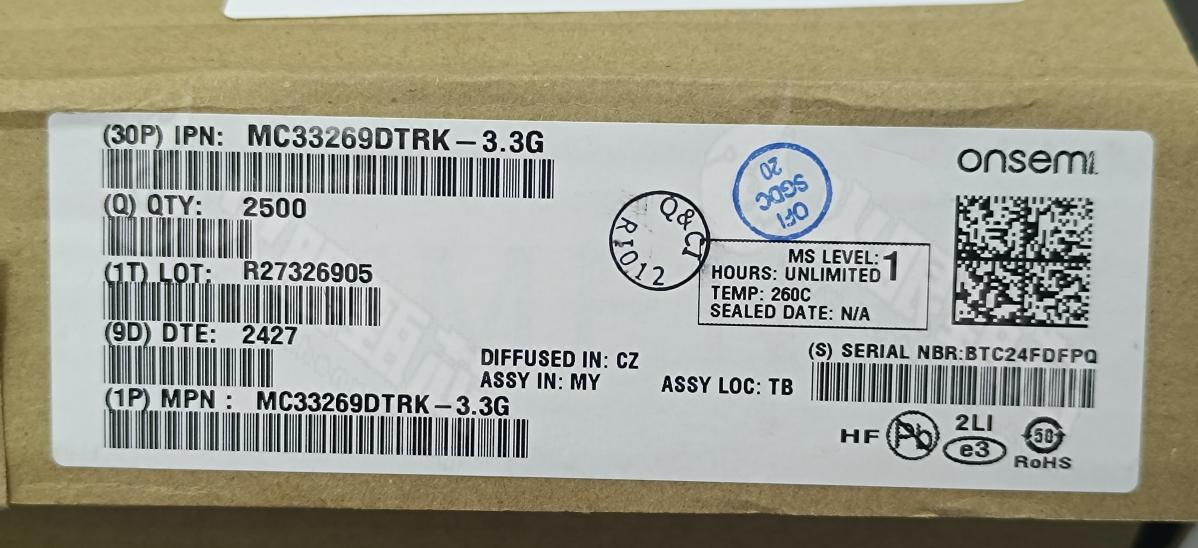 (30P) IPN: MC33269DTRK-3.3G
onsemi
(Q) QTY: 2500
(1T) LOT: R27326905
(9D) DTE: 2427
(1P) MPN : MC33269DTRK-3.3G
Q&CI
RI012
OFI
SGDC
20
MS LEVEL: 1
HOURS: UNLIMITED
TEMP: 260C
SEALED DATE: N/A
DIFFUSED IN: CZ
ASSY IN: MY
ASSY LOC: TB
(S) SERIAL NBR:BTC24FDFPQ
HF
Pb
2LI
e3
50
RoHS